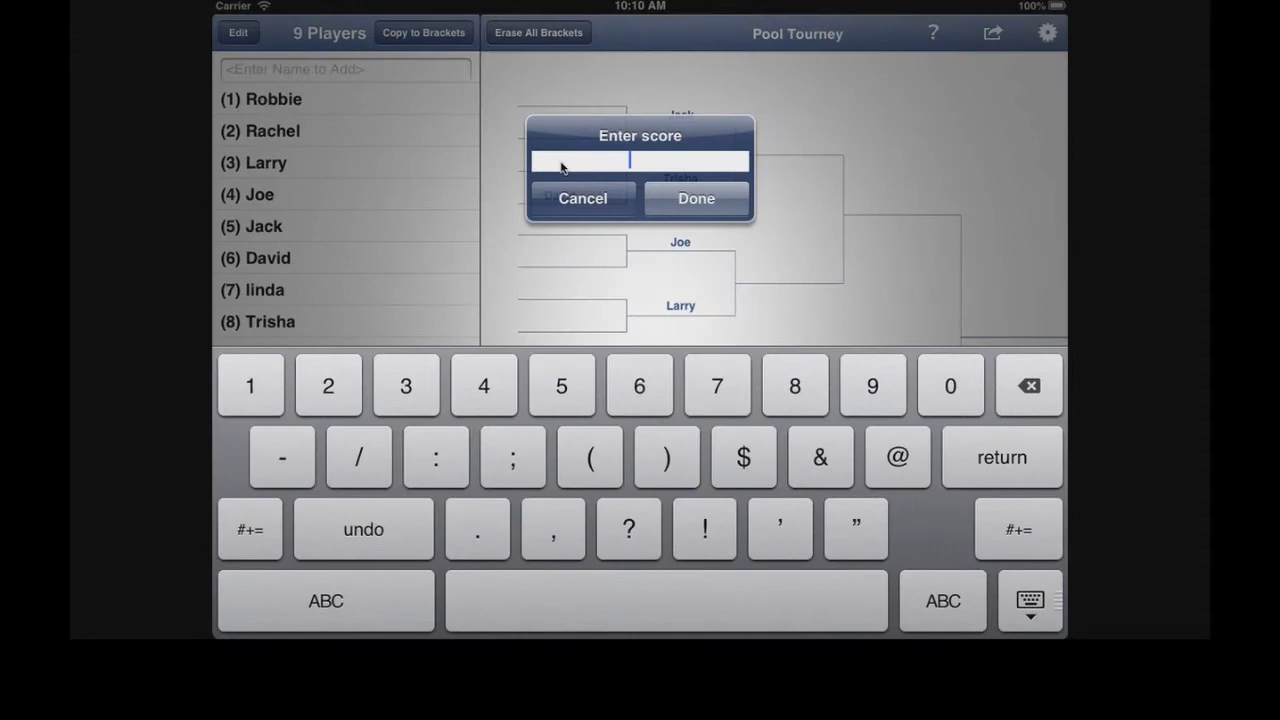 Carrier 10:10 AM 100%
Edit 9 Players Copy to Brackets Erase All Brackets Pool Tourney ?
<Enter Name to Add>
(1) Robbie
(2) Rachel
(3) Larry
(4) Joe
(5) Jack
(6) David
(7) linda
(8) Trisha
Jack
Enter score
Trisha
Cancel Done
Joe
Larry
1 2 3 4 5 6 7 8 9 0
- / : ; ( ) $ & @ return
#+= undo . , ? ! ' " #+=
ABC ABC